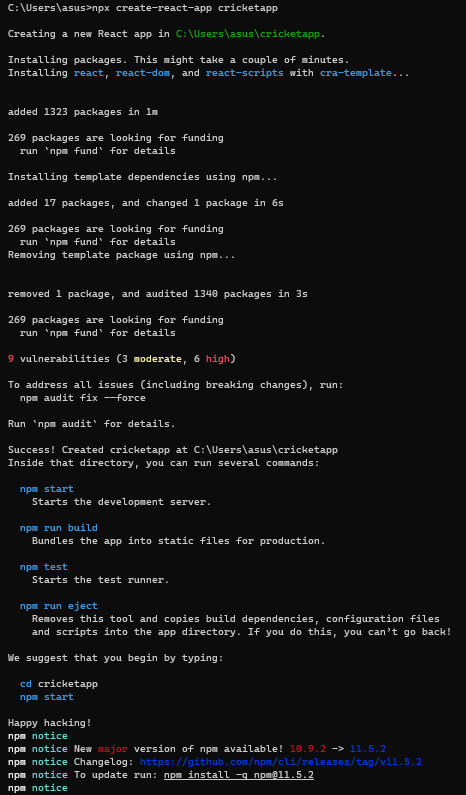 C:\Users\asus>npx create-react-app cricketapp
Creating a new React app in C:\Users\asus\cricketapp.
Installing packages. This might take a couple of minutes.
Installing react, react-dom, and react-scripts with cra-template...
added 1323 packages in 1m
269 packages are looking for funding
  run `npm fund` for details
Installing template dependencies using npm...
added 17 packages, and changed 1 package in 6s
269 packages are looking for funding
  run `npm fund` for details
Removing template package using npm...
removed 1 package, and audited 1340 packages in 3s
269 packages are looking for funding
  run `npm fund` for details
9 vulnerabilities (3 moderate, 6 high)
To address all issues (including breaking changes), run:
  npm audit fix --force
Run `npm audit` for details.
Success! Created cricketapp at C:\Users\asus\cricketapp
Inside that directory, you can run several commands:
  npm start
    Starts the development server.
  npm run build
    Bundles the app into static files for production.
  npm test
    Starts the test runner.
  npm run eject
    Removes this tool and copies build dependencies, configuration files
    and scripts into the app directory. If you do this, you can't go back!
We suggest that you begin by typing:
  cd cricketapp
  npm start
Happy hacking!
npm notice
npm notice New major version of npm available! 10.9.2 -> 11.5.2
npm notice Changelog: https://github.com/npm/cli/releases/tag/v11.5.2
npm notice To update run: npm install -g npm@11.5.2
npm notice